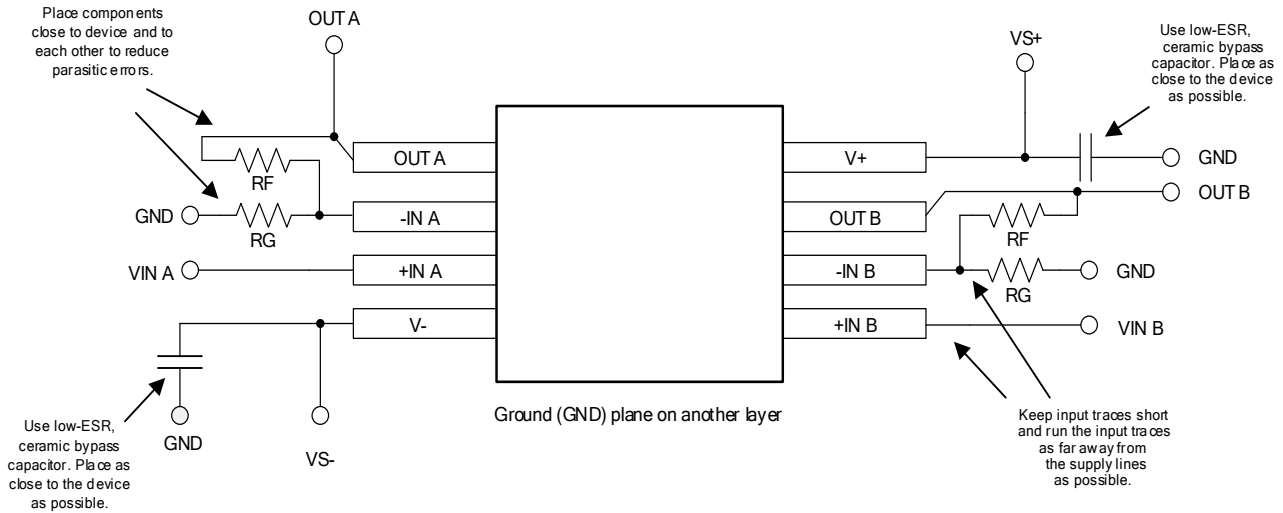 Place components
close to device and to
each other to reduce
parasitic errors.
OUT A
VS+
Use low-ESR,
ceramic bypass
capacitor. Place as
close to the device
as possible.
OUT A
V+
GND
RF
OUT B
OUT B
GND
-IN A
RG
RF
VIN A
+IN A
-IN B
GND
RG
V-
+IN B
VIN B
Use low-ESR,
ceramic bypass
capacitor. Place as
close to the device
as possible.
GND
VS-
Ground (GND) plane on another layer
Keep input traces short
and run the input traces
as far away from
the supply lines
as possible.